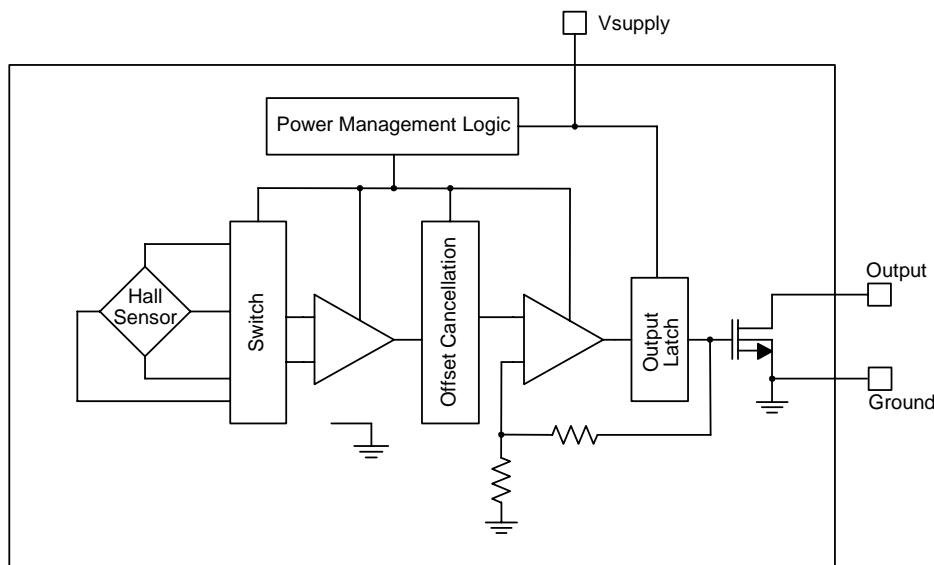 Vsupply
Power Management Logic
Hall
Sensor
Switch
Offset Cancellation
Output
Latch
Output
Ground